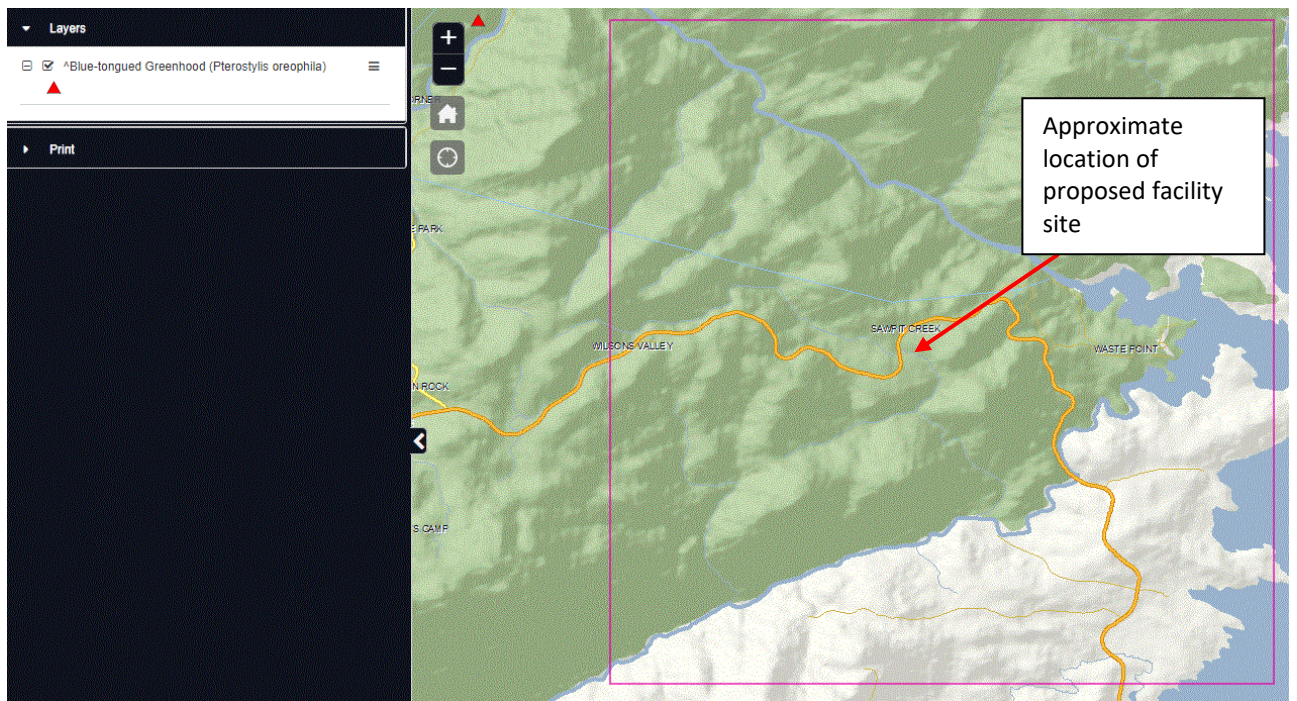 Layers
^Blue-tongued Greenhood (Pterostylis oreophila)
Print
+
−
ORNER
E PARK
WILSONS VALLEY
SAWPIT CREEK
WASTE POINT
N ROCK
S CAMP
Approximate
location of
proposed facility
site